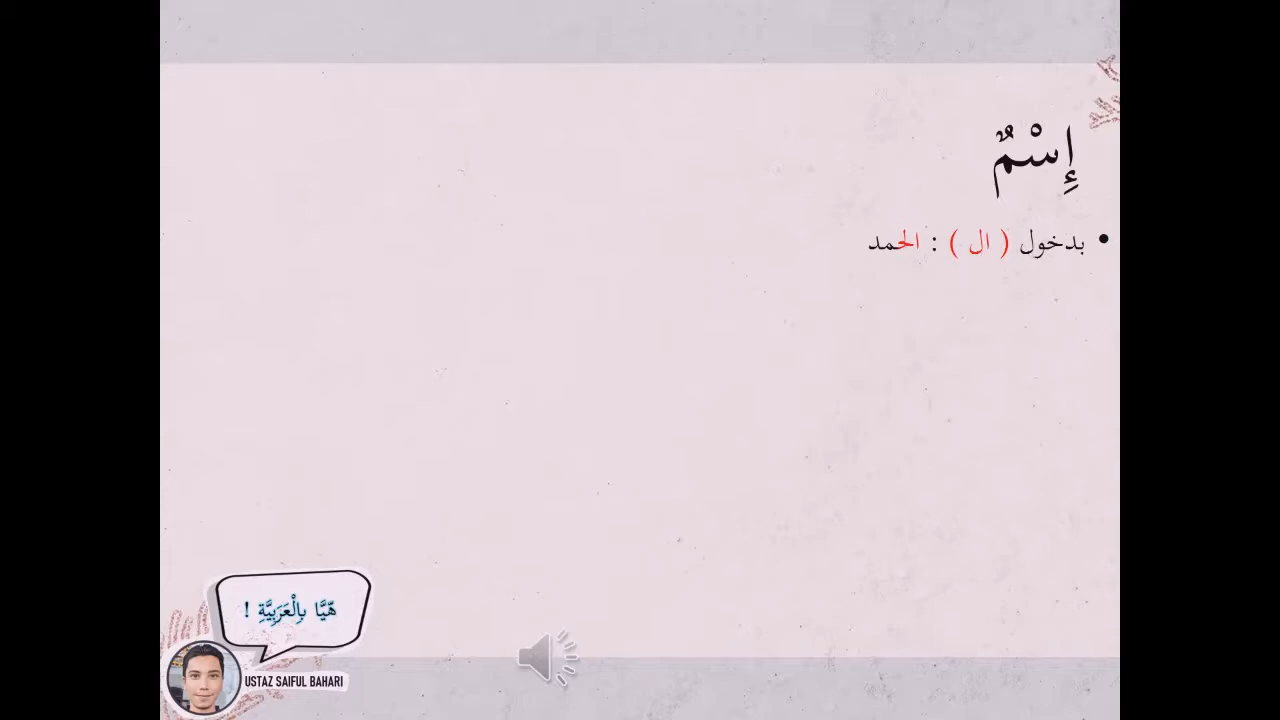 إِسْمٌ
• بدخول ( ال ) : الحمد
هَيَّا بِالْعَرَبِيَّةِ !
USTAZ SAIFUL BAHARI